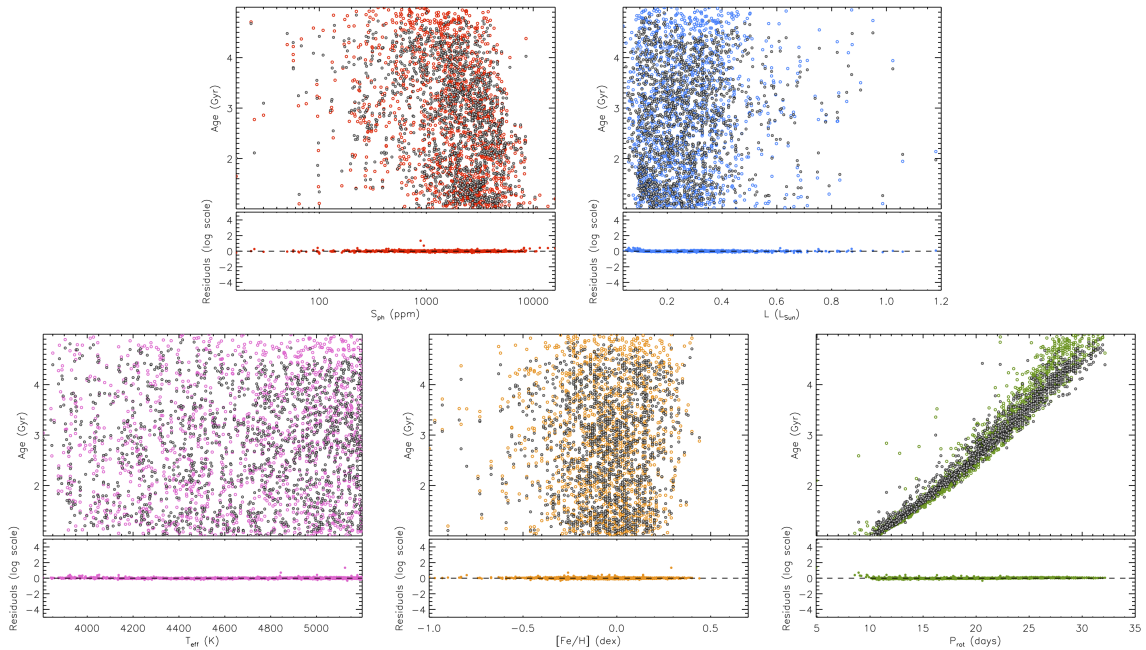 Age (Gyr)
4
3
2
Residuals (log scale)
4
2
0
−2
−4
100 1000 10000
S_ph (ppm)
Age (Gyr)
4
3
2
Residuals (log scale)
4
2
0
−2
−4
0.2 0.4 0.6 0.8 1.0 1.2
L (L_Sun)
Age (Gyr)
4
3
2
Residuals (log scale)
4
2
0
−2
−4
4000 4200 4400 4600 4800 5000
T_eff (K)
Age (Gyr)
4
3
2
Residuals (log scale)
4
2
0
−2
−4
−1.0 −0.5 0.0 0.5
[Fe/H] (dex)
Age (Gyr)
4
3
2
Residuals (log scale)
4
2
0
−2
−4
5 10 15 20 25 30 35
P_rot (days)